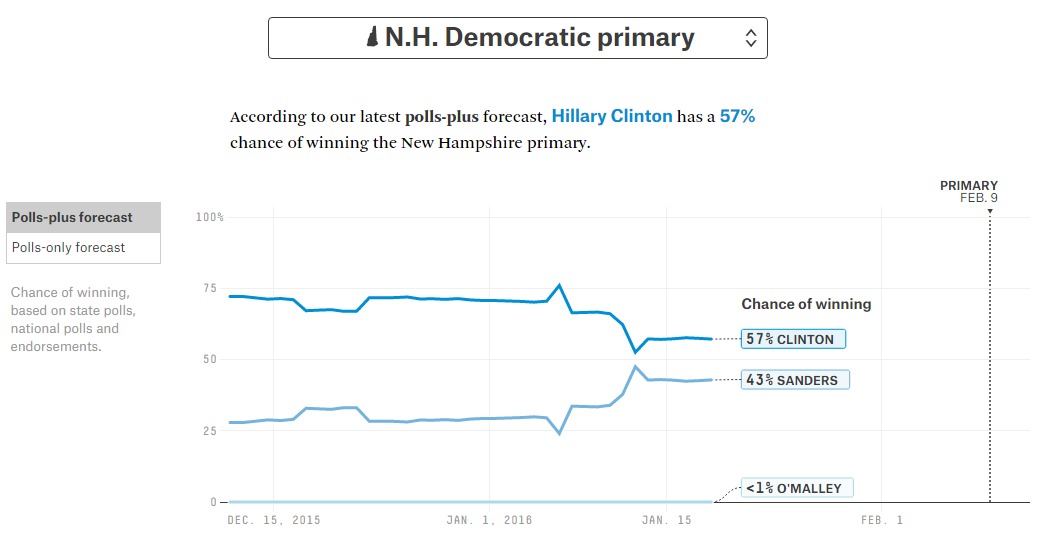 N.H. Democratic primary
According to our latest polls-plus forecast, Hillary Clinton has a 57%
chance of winning the New Hampshire primary.
PRIMARY
FEB. 9
Polls-plus forecast
Polls-only forecast
Chance of winning,
based on state polls,
national polls and
endorsements.
100%
75
50
25
0
Chance of winning
57% CLINTON
43% SANDERS
<1% O'MALLEY
DEC. 15, 2015
JAN. 1, 2016
JAN. 15
FEB. 1